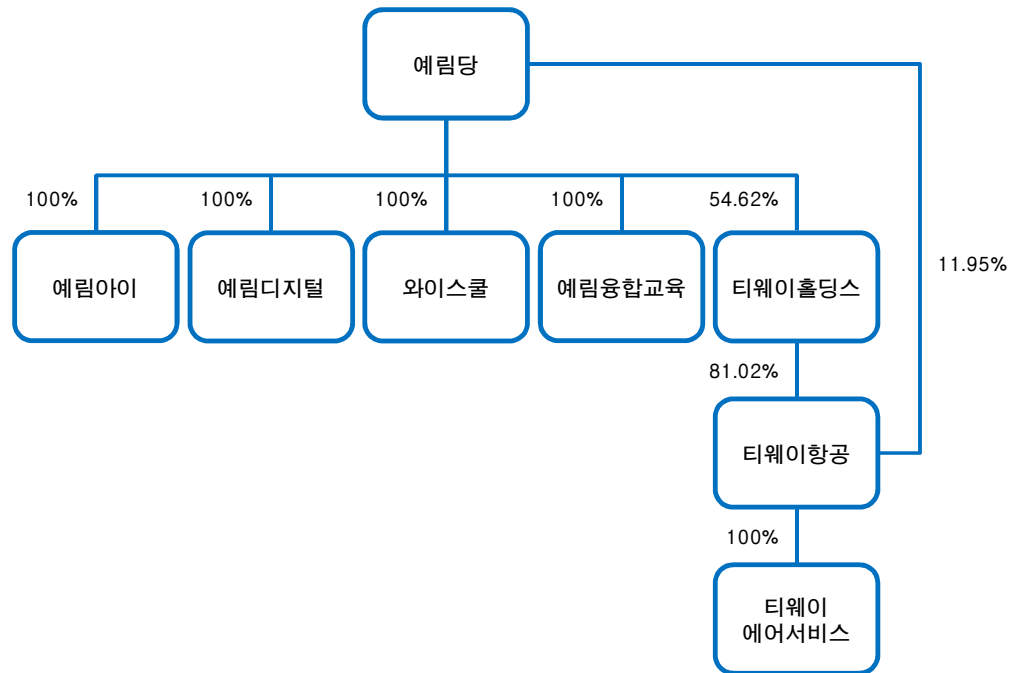 예림당
100%
100%
100%
100%
54.62%
예림아이
예림디지털
와이스쿨
예림융합교육
티웨이홀딩스
11.95%
81.02%
티웨이항공
100%
티웨이
에어서비스